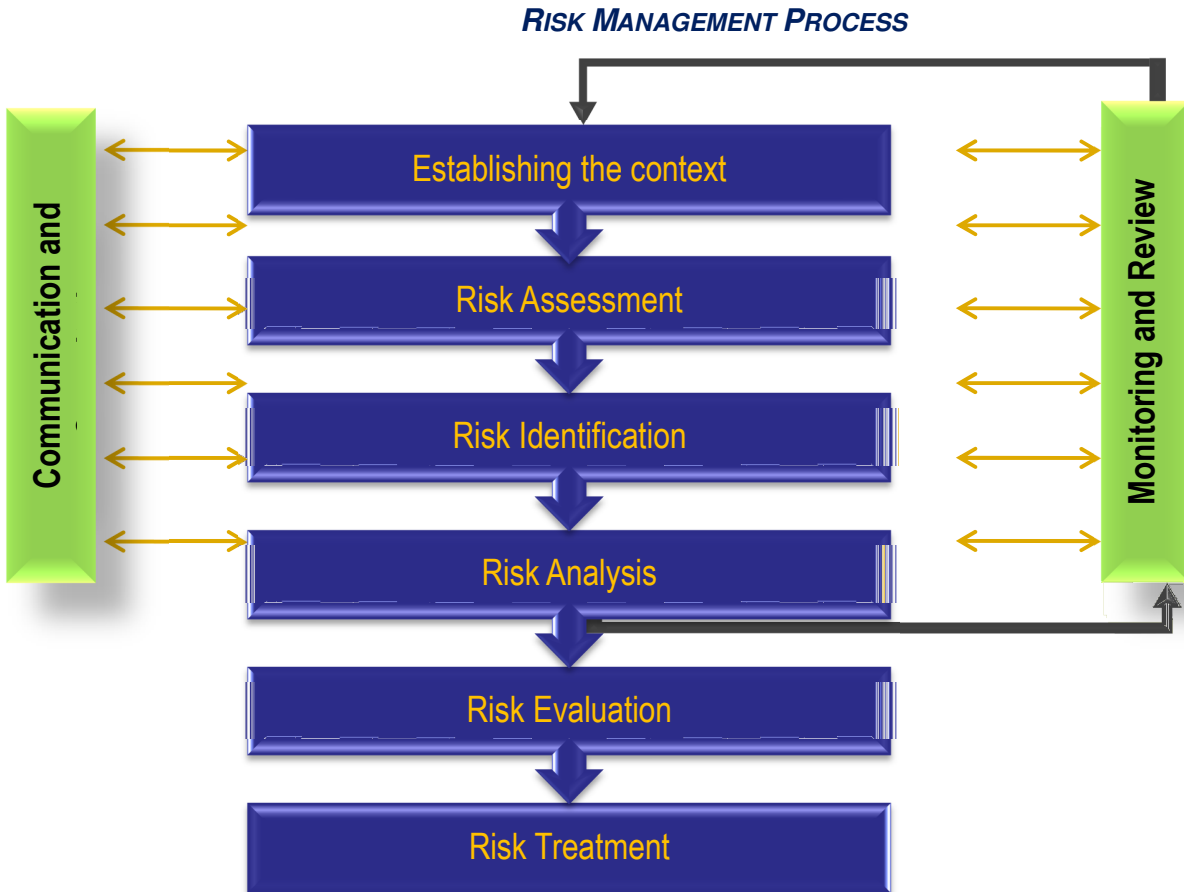 RISK MANAGEMENT PROCESS
Communication and
Establishing the context
Risk Assessment
Risk Identification
Risk Analysis
Risk Evaluation
Risk Treatment
Monitoring and Review